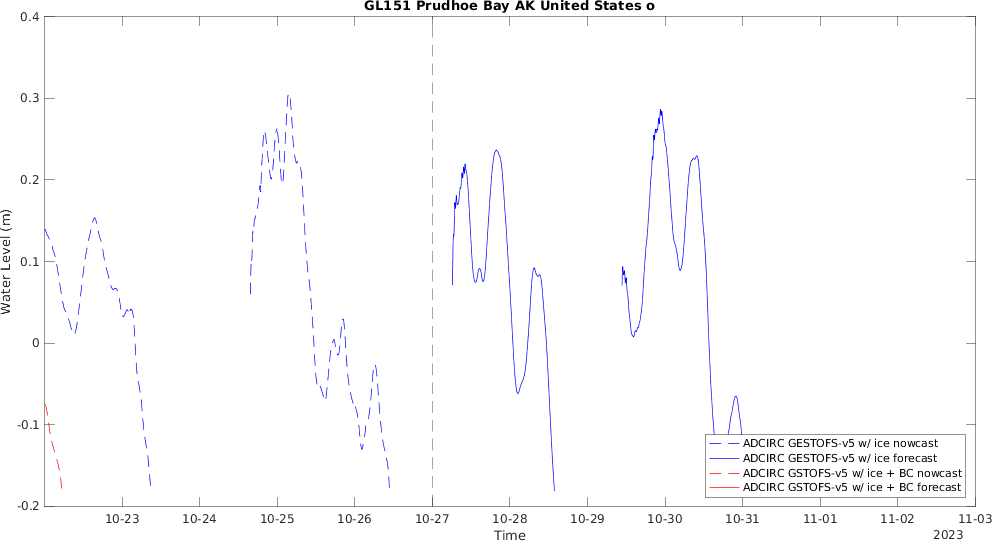 GL151 Prudhoe Bay AK United States o
0.4
0.3
0.2
0.1
0
-0.1
-0.2
Water Level (m)
10-23 10-24 10-25 10-26 10-27 10-28 10-29 10-30 10-31 11-01 11-02 11-03
Time
2023
ADCIRC GESTOFS-v5 w/ ice nowcast
ADCIRC GESTOFS-v5 w/ ice forecast
ADCIRC GSTOFS-v5 w/ ice + BC nowcast
ADCIRC GSTOFS-v5 w/ ice + BC forecast